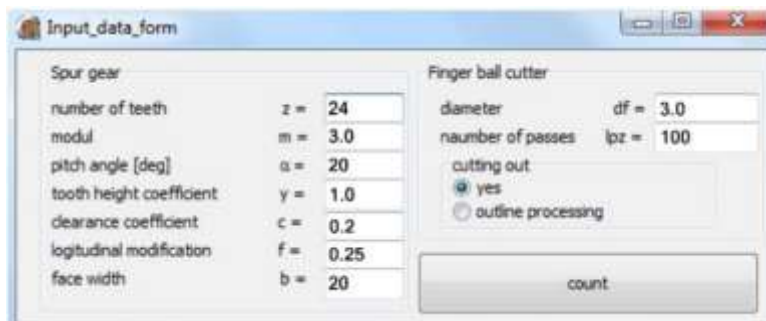 Input_data_form
Spur gear
number of teeth z = 24
modul m = 3.0
pitch angle [deg] α = 20
tooth height coefficient y = 1.0
clearance coefficient c = 0.2
logitudinal modification f = 0.25
face width b = 20
Finger ball cutter
diameter df = 3.0
naumber of passes lpz = 100
cutting out
yes
outline processing
count